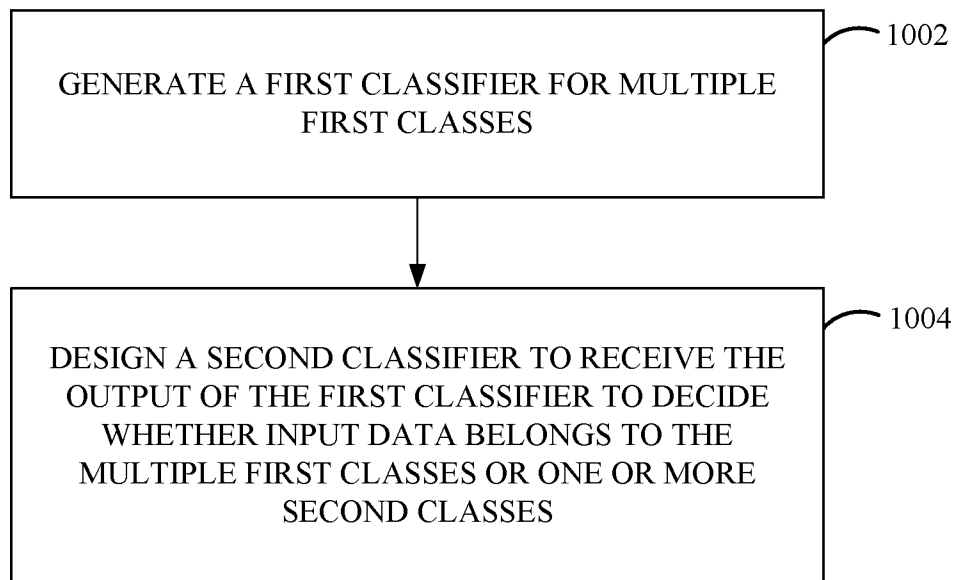 1002
GENERATE A FIRST CLASSIFIER FOR MULTIPLE
FIRST CLASSES
1004
DESIGN A SECOND CLASSIFIER TO RECEIVE THE
OUTPUT OF THE FIRST CLASSIFIER TO DECIDE
WHETHER INPUT DATA BELONGS TO THE
MULTIPLE FIRST CLASSES OR ONE OR MORE
SECOND CLASSES